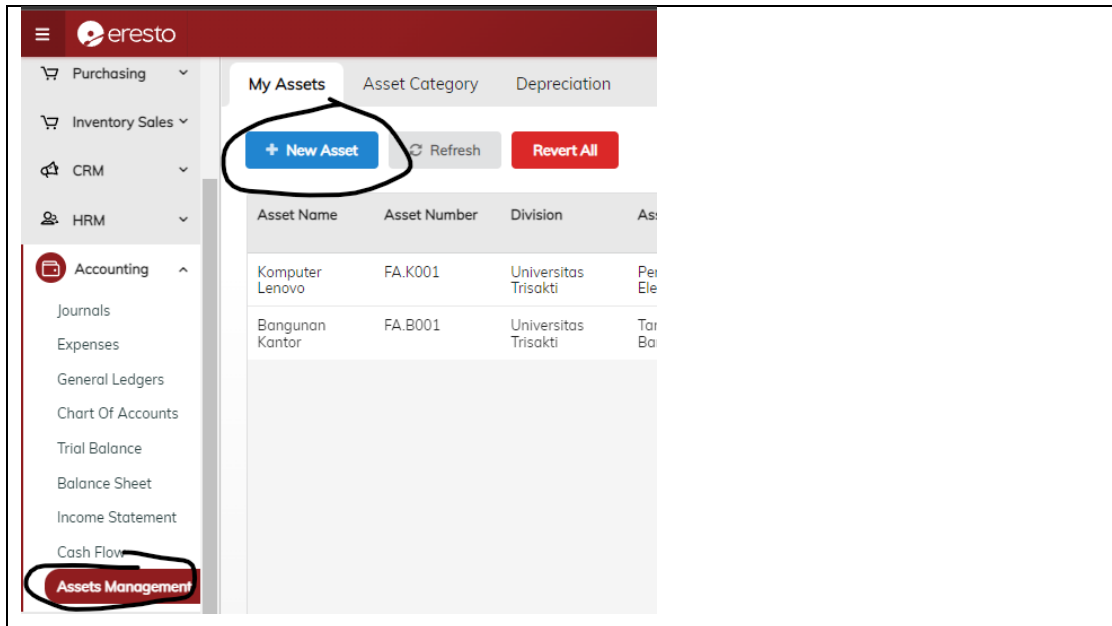 eresto
Purchasing
Inventory Sales
CRM
HRM
Accounting
Journals
Expenses
General Ledgers
Chart Of Accounts
Trial Balance
Balance Sheet
Income Statement
Cash Flow
Assets Management
My Assets Asset Category Depreciation
+ New Asset Refresh Revert All
Asset Name Asset Number Division
Komputer FA.K001 Universitas
Lenovo Trisakti
Bangunan FA.B001 Universitas
Kantor Trisakti